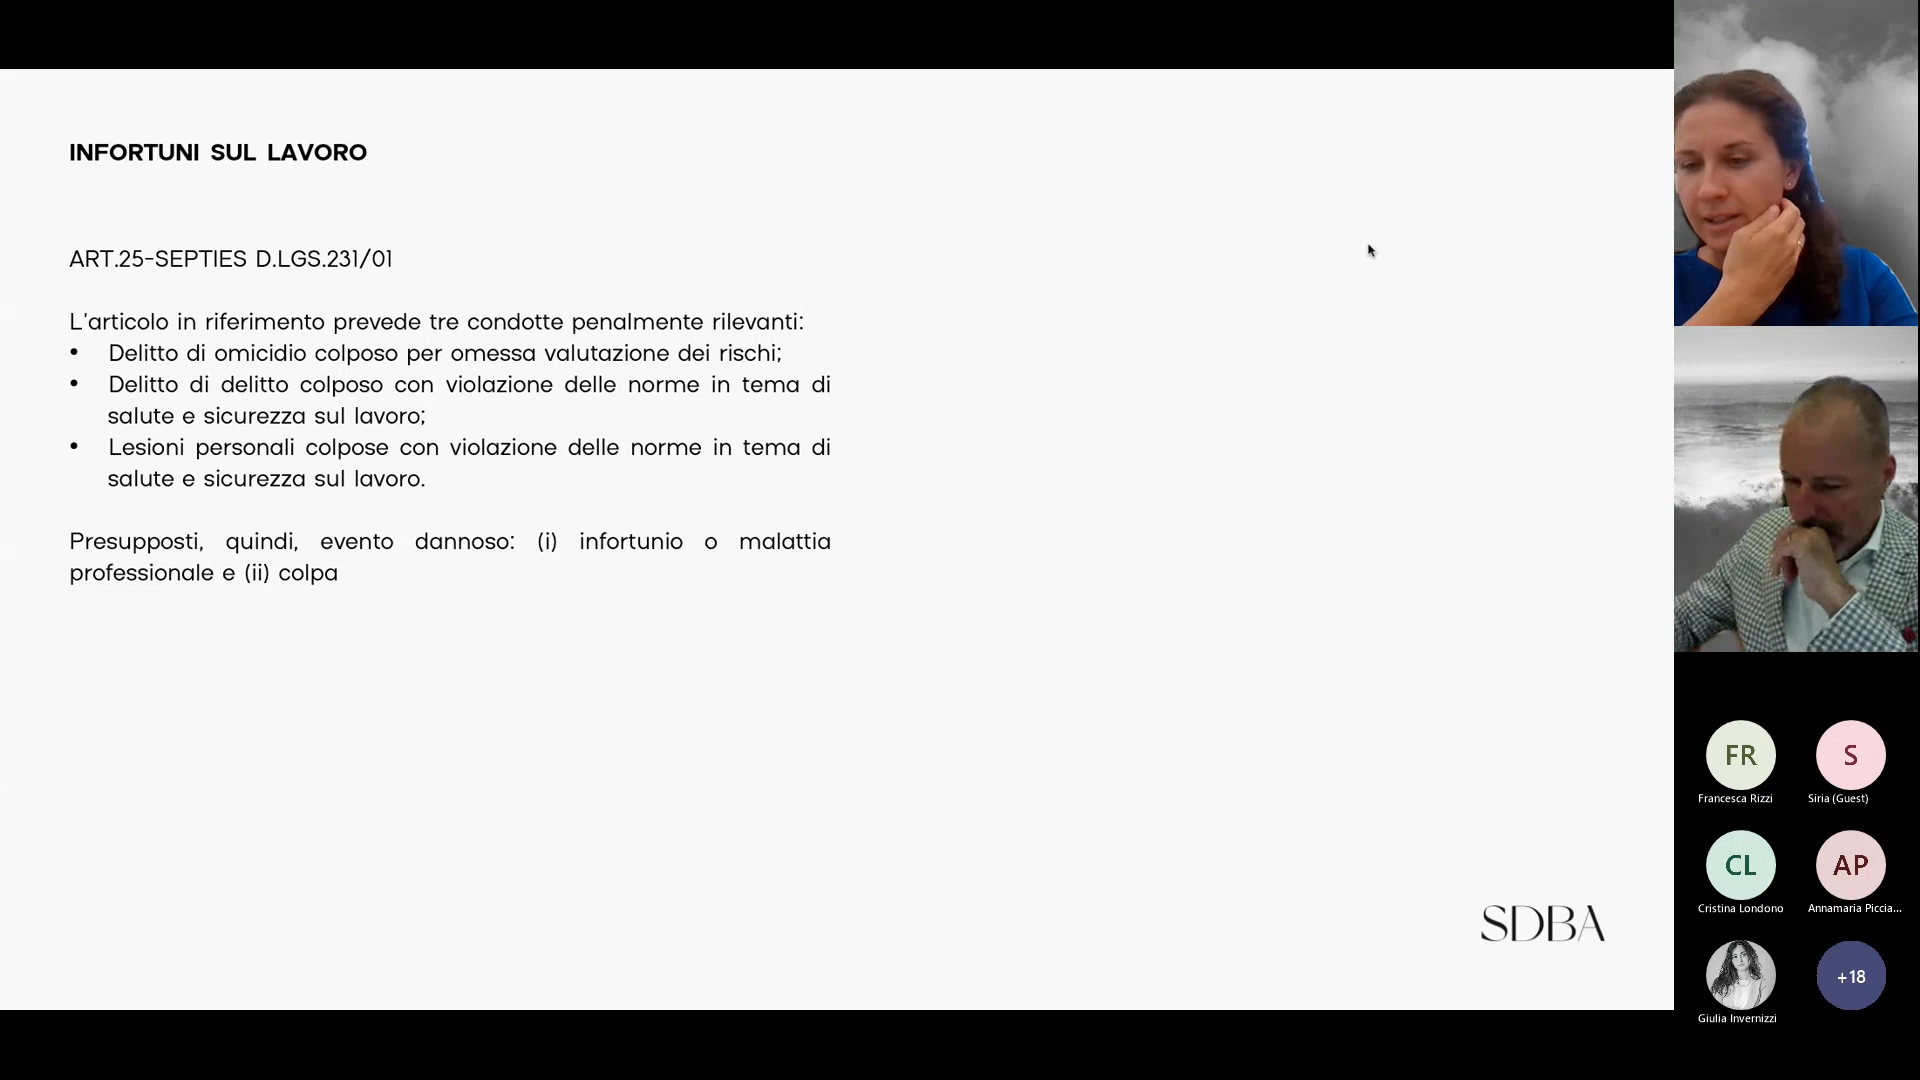 INFORTUNI SUL LAVORO
ART.25-SEPTIES D.LGS.231/01
L'articolo in riferimento prevede tre condotte penalmente rilevanti:
• Delitto di omicidio colposo per omessa valutazione dei rischi;
• Delitto di delitto colposo con violazione delle norme in tema di
salute e sicurezza sul lavoro;
• Lesioni personali colpose con violazione delle norme in tema di
salute e sicurezza sul lavoro.
Presupposti, quindi, evento dannoso: (i) infortunio o malattia
professionale e (ii) colpa
SDBA
FR
Francesca Rizzi
S
Siria (Guest)
CL
Cristina Londono
AP
Annamaria Piccia...
Giulia Invernizzi
+18